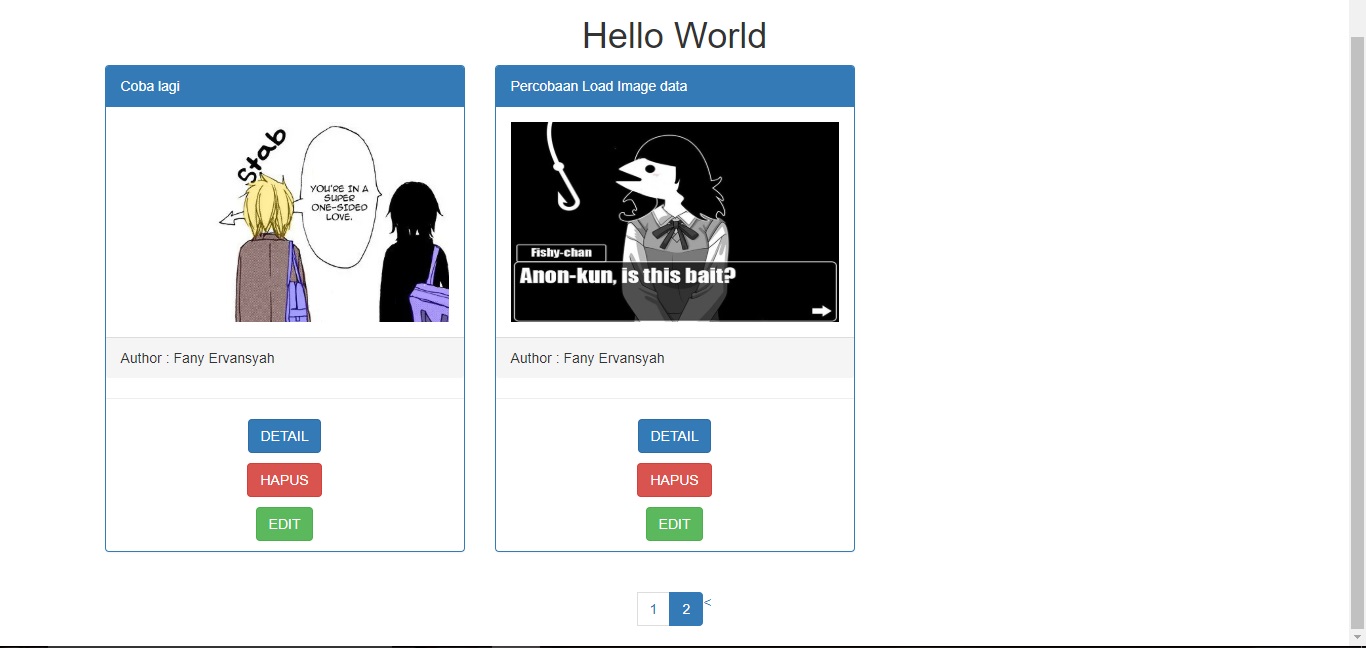 Hello World
Coba lagi
Stab
YOU'RE IN A
SUPER
ONE-SIDED
LOVE.
Author : Fany Ervansyah
DETAIL
HAPUS
EDIT
Percobaan Load Image data
Fishy-chan
Anon-kun, is this bait?
Author : Fany Ervansyah
DETAIL
HAPUS
EDIT
1 2 <